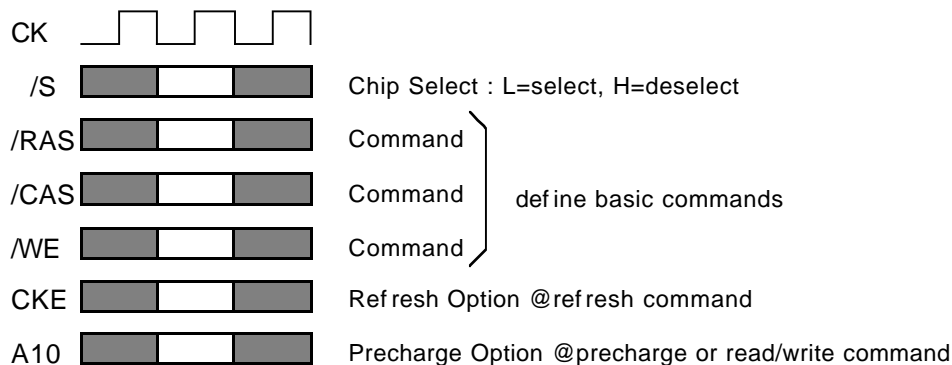 CK
/S Chip Select : L=select, H=deselect
/RAS Command
/CAS Command define basic commands
/WE Command
CKE Refresh Option @refresh command
A10 Precharge Option @precharge or read/write command